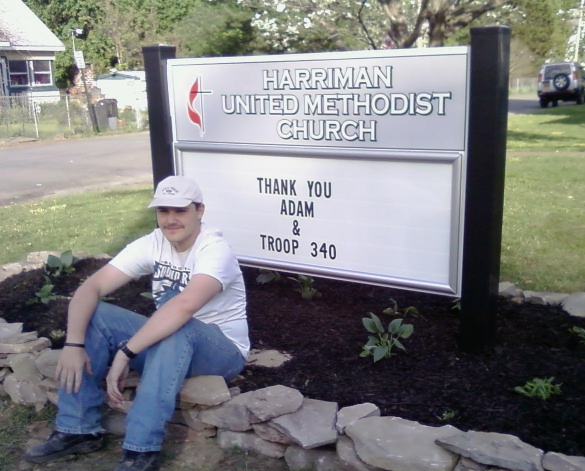 HARRIMAN
UNITED METHODIST
CHURCH
THANK YOU
ADAM
&
TROOP 340